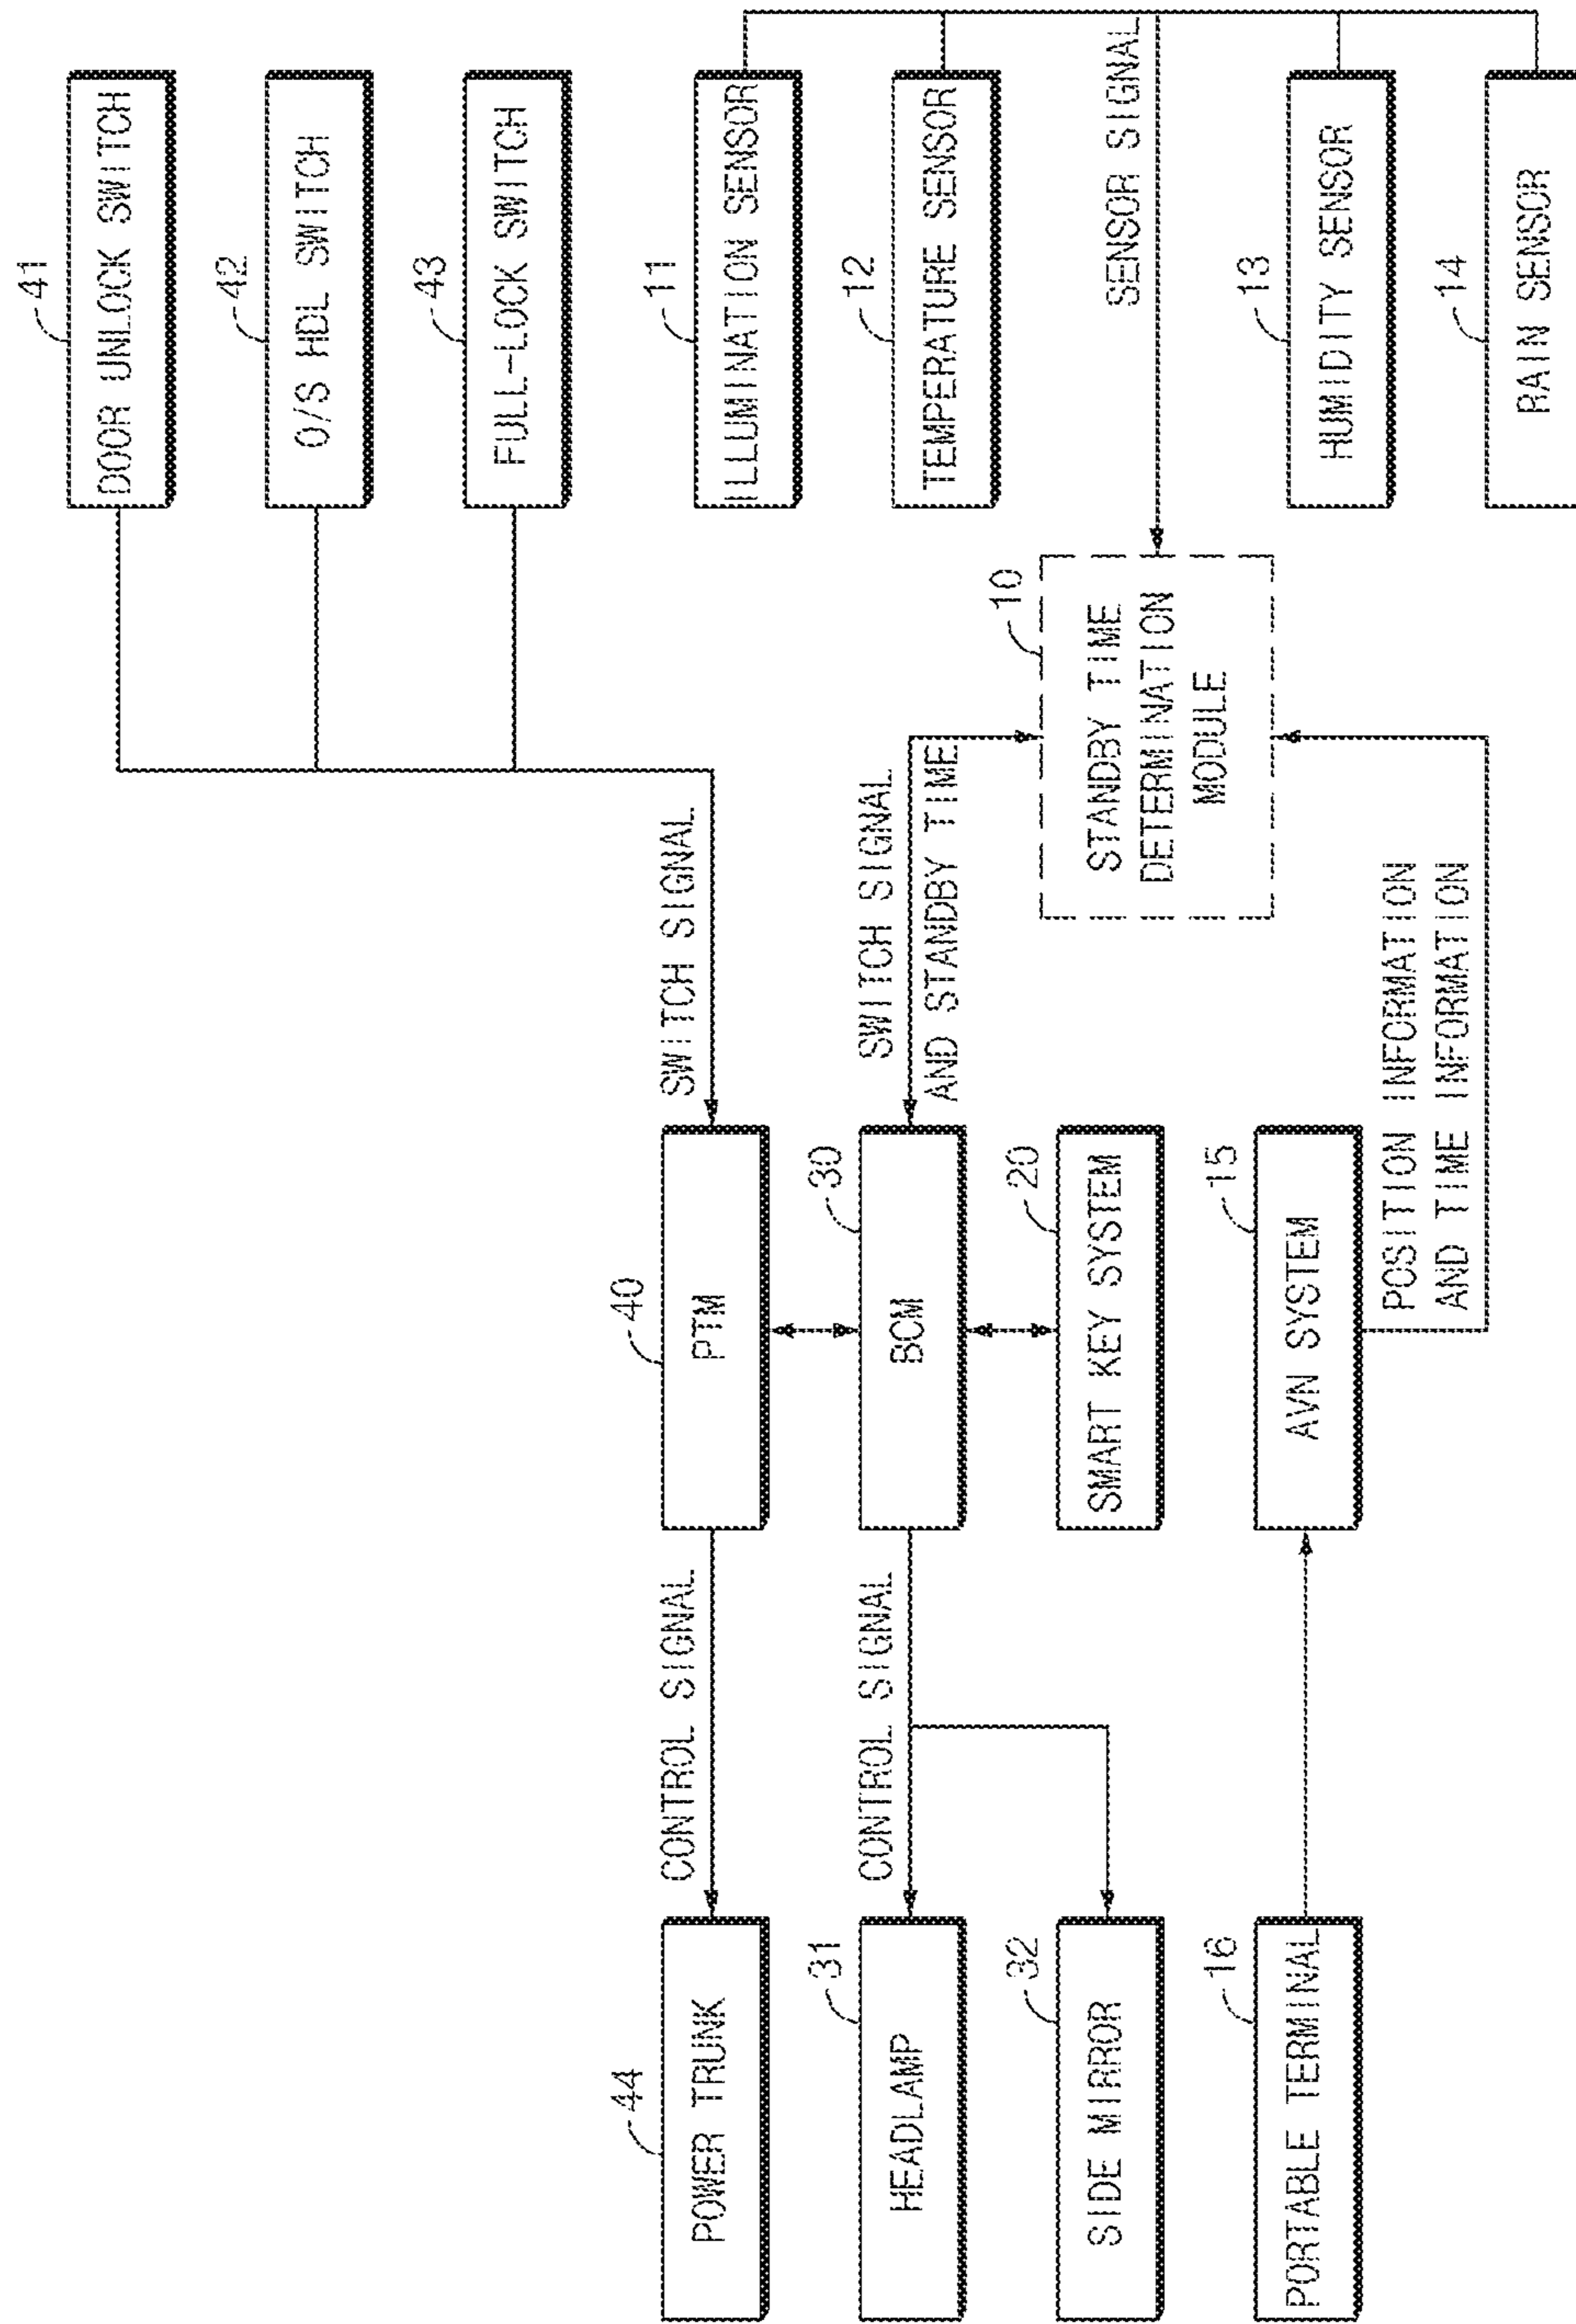 41
DOOR UNLOCK SWITCH
42
O/S HDL SWITCH
43
FULL-LOCK SWITCH
44
POWER TRUNK
CONTROL SIGNAL
40
PTM
SWITCH SIGNAL
11
ILLUMINATION SENSOR
31
HEADLAMP
CONTROL SIGNAL
30
BCM
SWITCH SIGNAL
AND STANDBY TIME
12
TEMPERATURE SENSOR
32
SIDE MIRROR
20
SMART KEY SYSTEM
10
STANDBY TIME
DETERMINATION
MODULE
SENSOR SIGNAL
16
PORTABLE TERMINAL
15
AVN SYSTEM
13
HUMIDITY SENSOR
POSITION INFORMATION
AND TIME INFORMATION
14
RAIN SENSOR